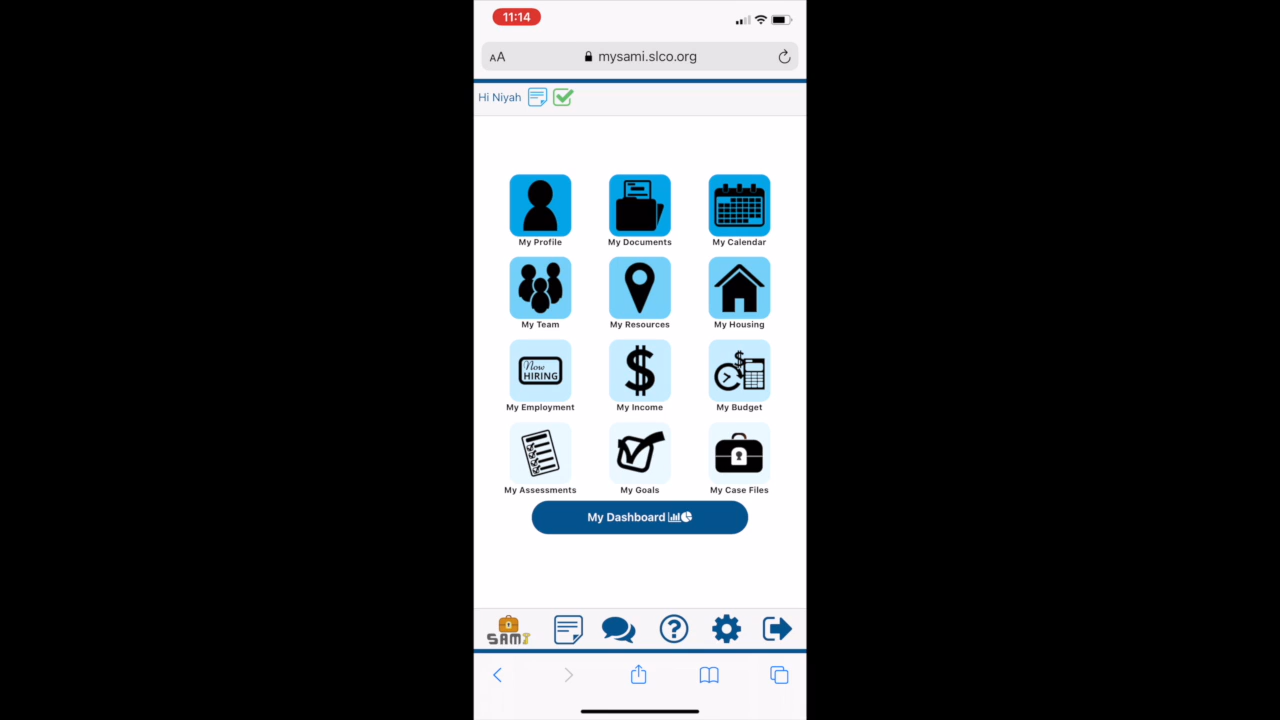 11:14
AA mysami.slco.org
Hi Niyah
My Profile My Documents My Calendar
My Team My Resources My Housing
Now
HIRING
My Employment My Income My Budget
My Assessments My Goals My Case Files
My Dashboard
SAMI